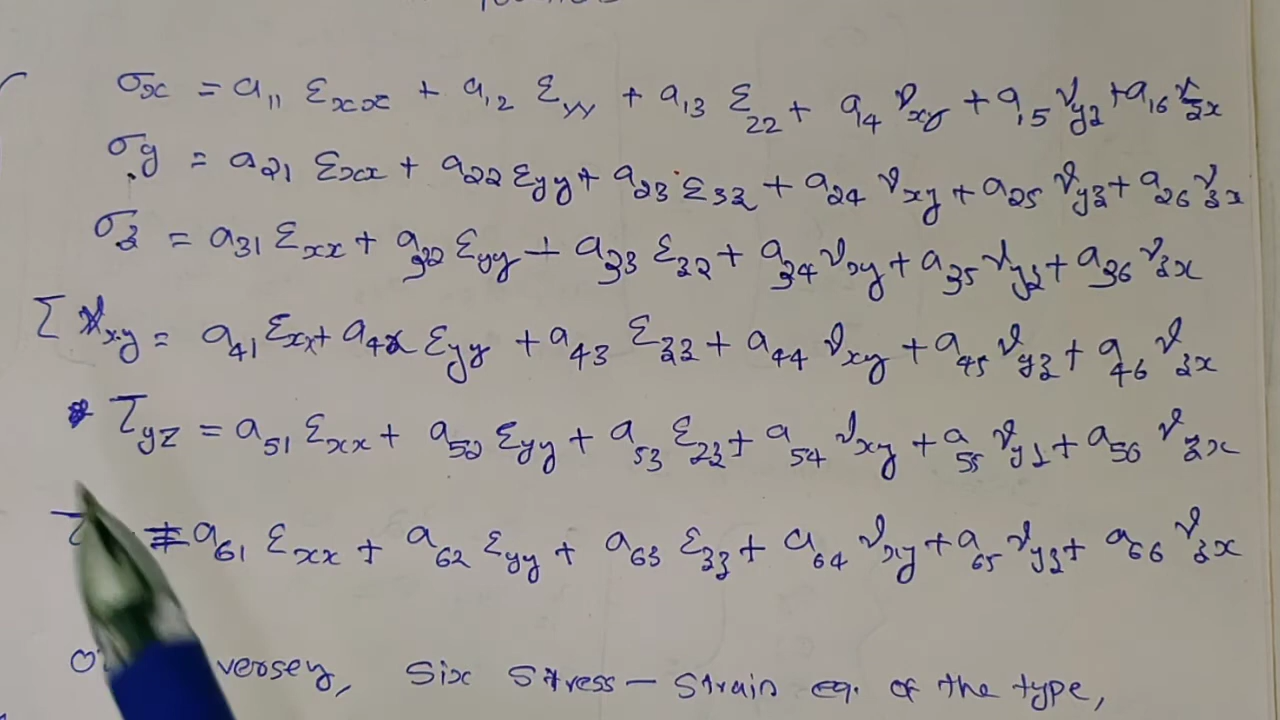 σx = a11 εxx + a12 εyy + a13 εzz + a4 γxy + a15 γyz + a16 γzx
σy = a21 εxx + a22 εyy + a23 εzz + a24 γxy + a25 γyz + a26 γzx
σz = a31 εxx + a32 εyy + a33 εzz + a34 γxy + a35 γyz + a36 γzx
τxy = a41 εxx + a42 εyy + a43 εzz + a44 γxy + a45 γyz + a46 γzx
τyz = a51 εxx + a52 εyy + a53 εzz + a54 γxy + a55 γyz + a56 γzx
τ = a61 εxx + a62 εyy + a63 εzz + a64 γxy + a65 γyz + a66 γzx
versey, Six Stress - Strain eq. of the type,